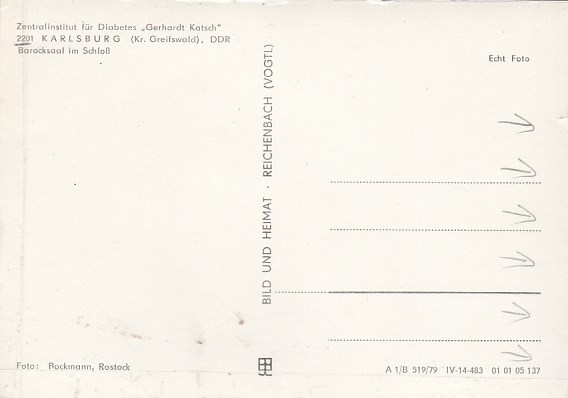 Zentralinstitut für Diabetes „Gerhardt Katsch“
2201 KARLSBURG (Kr. Greifswald), DDR
Barocksaal im Schloß
Echt Foto
BILD UND HEIMAT · REICHENBACH (VOGTL)
Foto: Bockmann, Rostock
A 1/B 519/79 IV-14-483 01 01 05 137